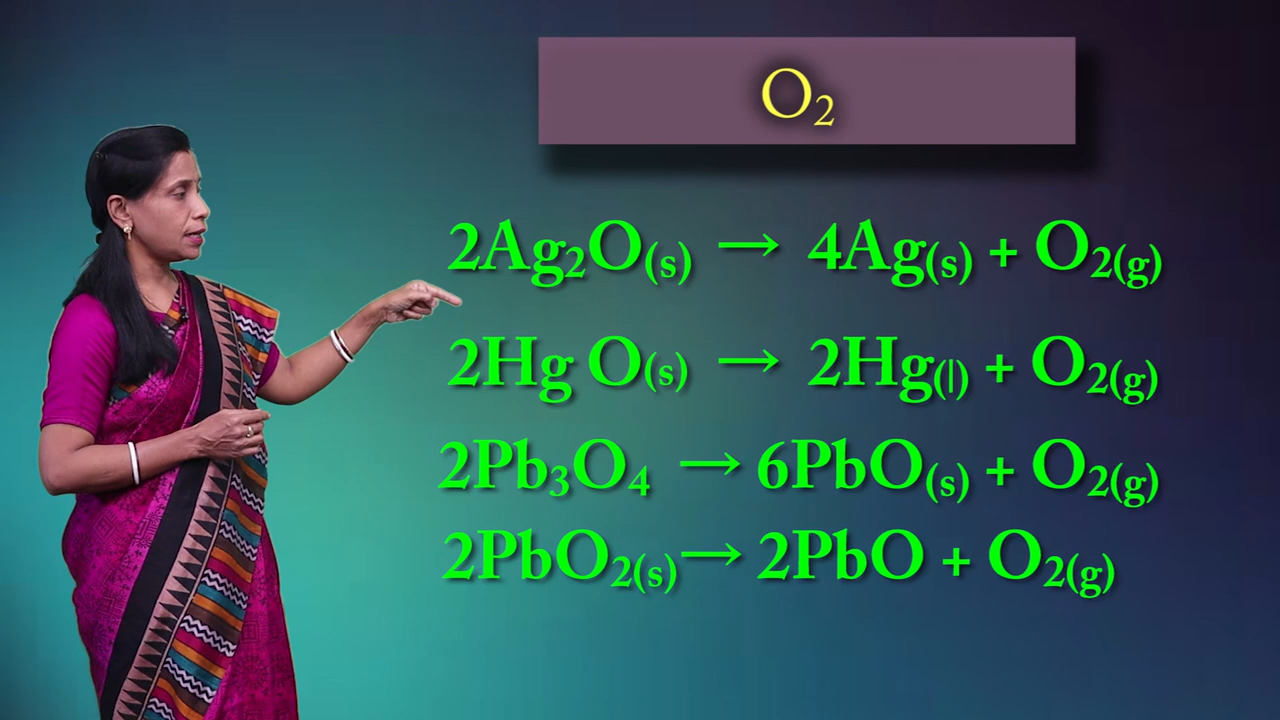 O₂
2Ag₂O₍s₎ → 4Ag₍s₎ + O₂₍g₎
2Hg O₍s₎ → 2Hg₍l₎ + O₂₍g₎
2Pb₃O₄ → 6PbO₍s₎ + O₂₍g₎
2PbO₂₍s₎→ 2PbO + O₂₍g₎